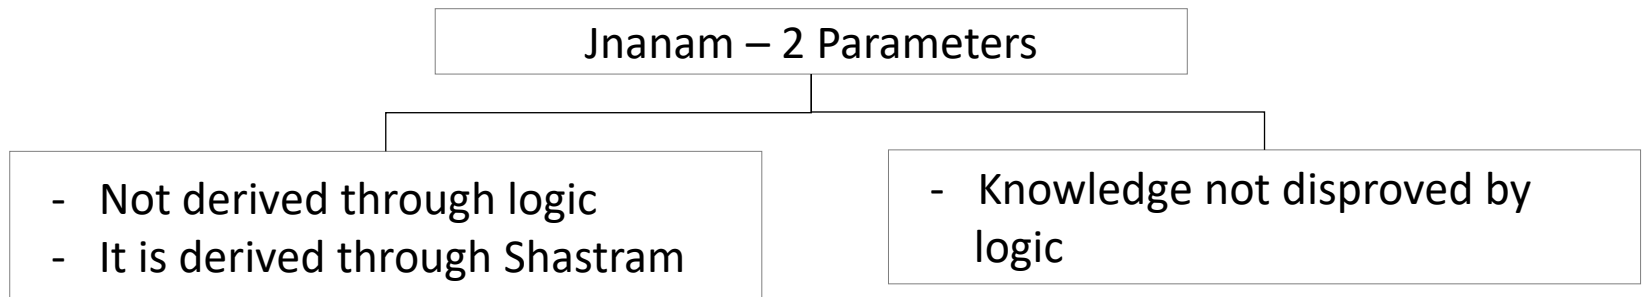 Jnanam – 2 Parameters
- Not derived through logic
- It is derived through Shastram
- Knowledge not disproved by
logic